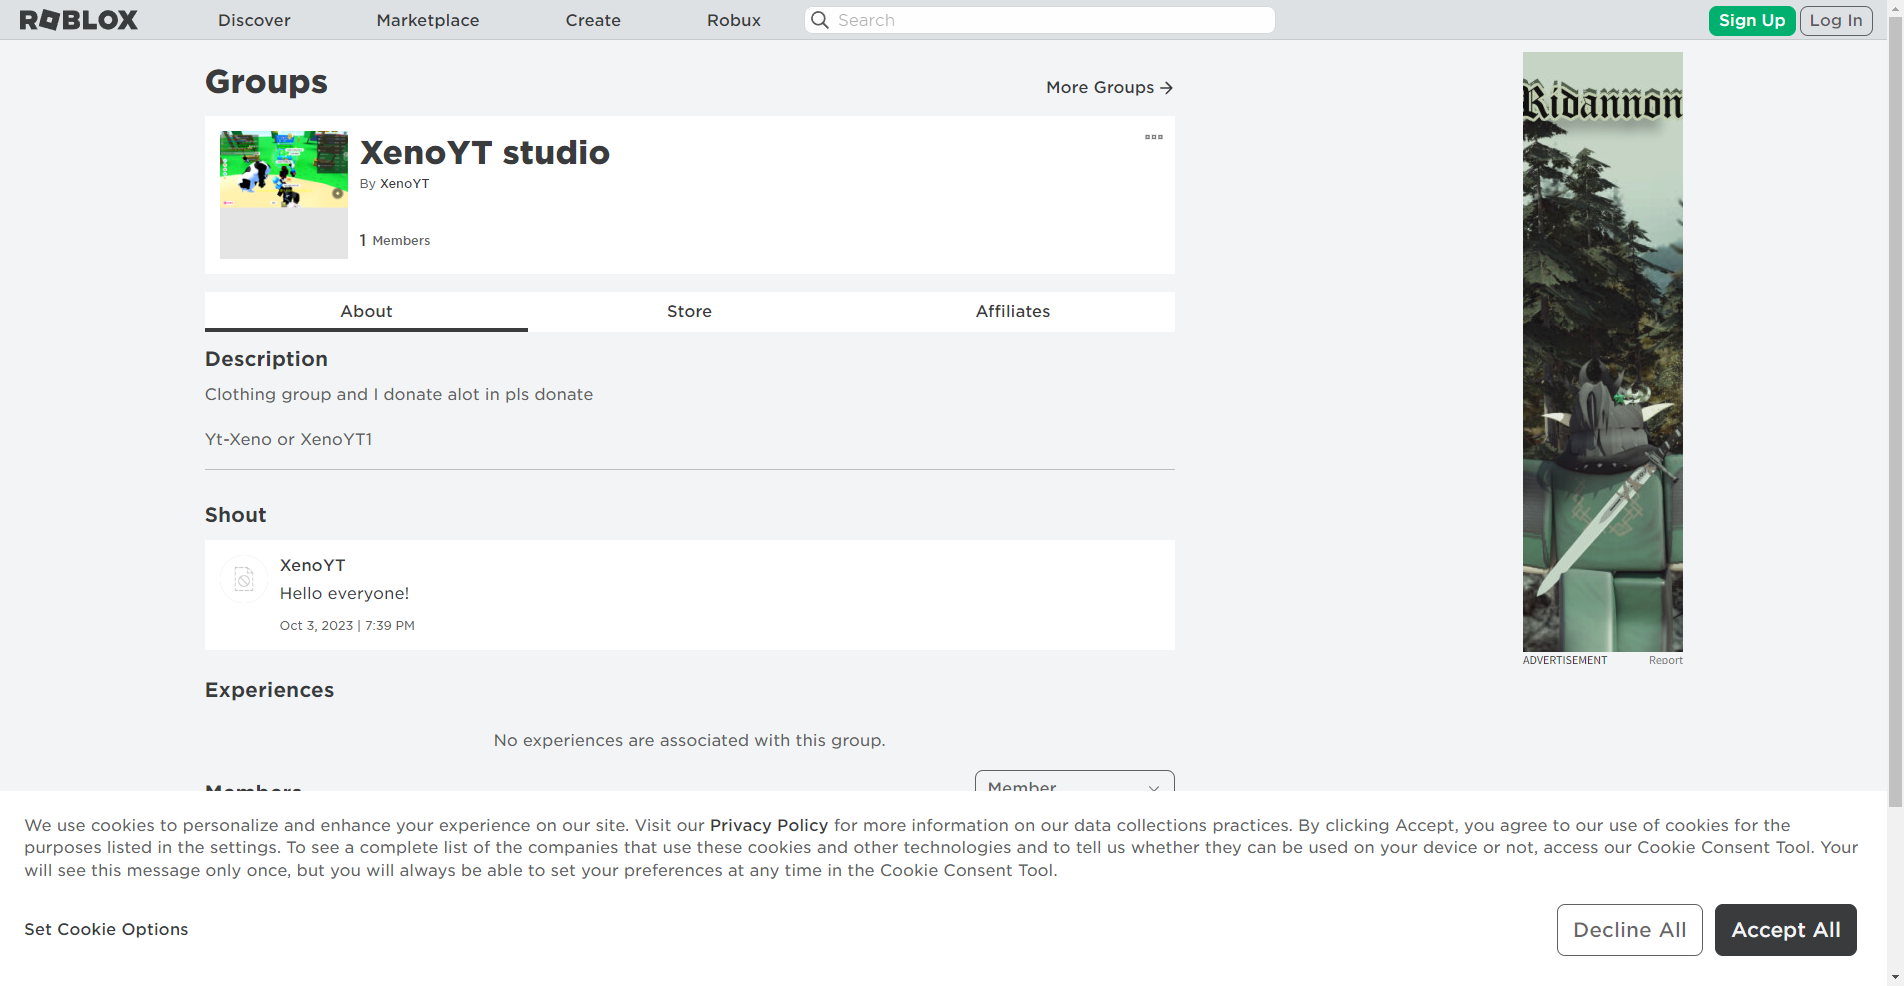 ROBLOX Discover Marketplace Create Robux Search Sign Up Log In
Groups
More Groups
XenoYT studio
By XenoYT
1 Members
About Store Affiliates
Description
Clothing group and I donate alot in pls donate
Yt-Xeno or XenoYT1
Shout
XenoYT
Hello everyone!
Oct 3, 2023 | 7:39 PM
Experiences
No experiences are associated with this group.
Members
Member
Ridannon
ADVERTISEMENT Report
We use cookies to personalize and enhance your experience on our site. Visit our Privacy Policy for more information on our data collections practices. By clicking Accept, you agree to our use of cookies for the
purposes listed in the settings. To see a complete list of the companies that use these cookies and other technologies and to tell us whether they can be used on your device or not, access our Cookie Consent Tool. Your
will see this message only once, but you will always be able to set your preferences at any time in the Cookie Consent Tool.
Set Cookie Options
Decline All
Accept All